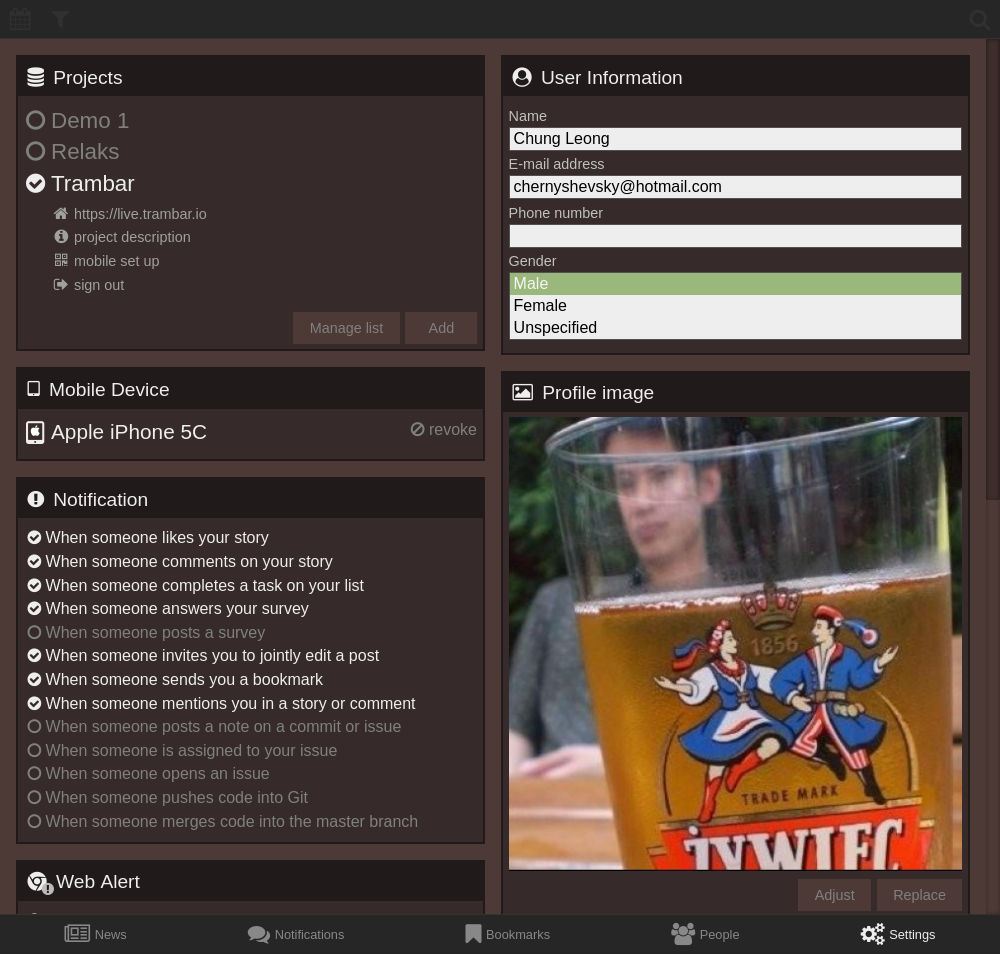 Projects
Demo 1
Relaks
Trambar
https://live.trambar.io
project description
mobile set up
sign out
Manage list
Add
Mobile Device
Apple iPhone 5C
revoke
Notification
When someone likes your story
When someone comments on your story
When someone completes a task on your list
When someone answers your survey
When someone posts a survey
When someone invites you to jointly edit a post
When someone sends you a bookmark
When someone mentions you in a story or comment
When someone posts a note on a commit or issue
When someone is assigned to your issue
When someone opens an issue
When someone pushes code into Git
When someone merges code into the master branch
Web Alert
User Information
Name
Chung Leong
E-mail address
chernyshevsky@hotmail.com
Phone number
Gender
Male
Female
Unspecified
Profile image
1856
TRADE MARK
ŻYWIEC
Adjust
Replace
News
Notifications
Bookmarks
People
Settings